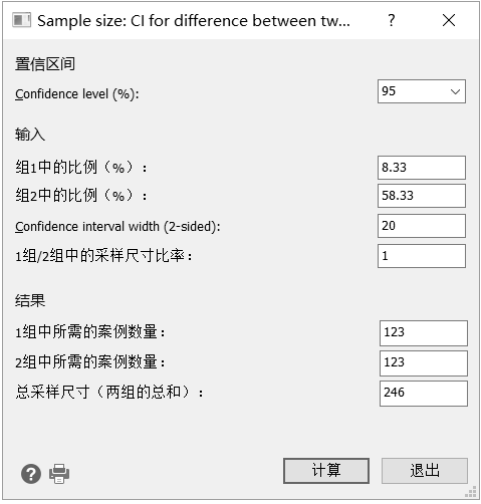 Sample size: CI for difference between tw...
置信区间
Confidence level (%):
95
输入
组1中的比例（%）：
8.33
组2中的比例（%）：
58.33
Confidence interval width (2-sided):
20
1组/2组中的采样尺寸比率：
1
结果
1组中所需的案例数量：
123
2组中所需的案例数量：
123
总采样尺寸（两组的总和）：
246
计算
退出